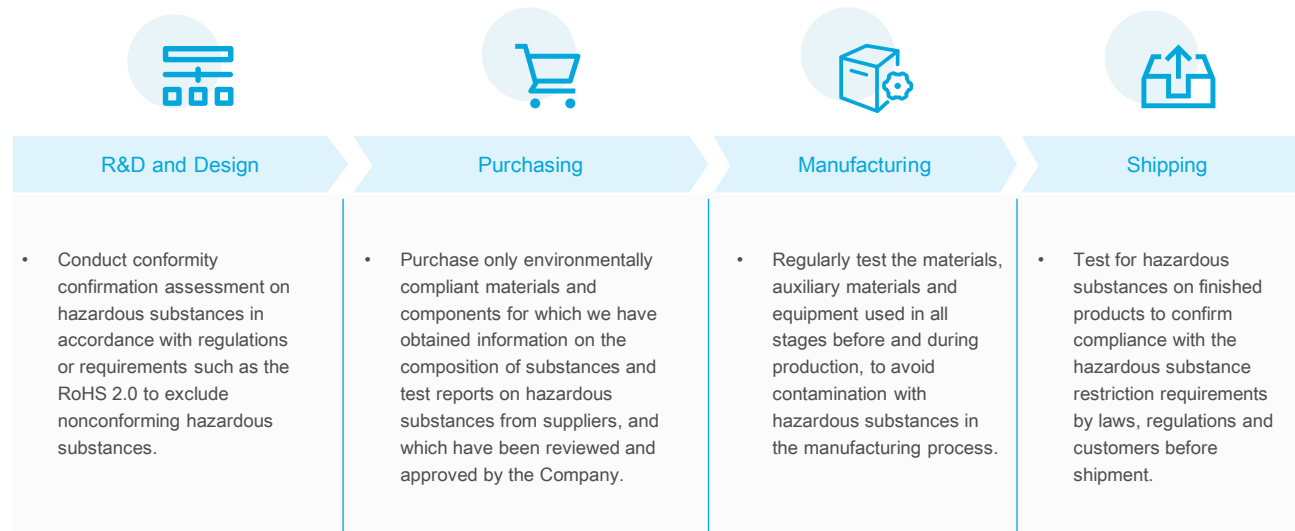 R&D and Design
Purchasing
Manufacturing
Shipping
• Conduct conformity
confirmation assessment on
hazardous substances in
accordance with regulations
or requirements such as the
RoHS 2.0 to exclude
nonconforming hazardous
substances.
• Purchase only environmentally
compliant materials and
components for which we have
obtained information on the
composition of substances and
test reports on hazardous
substances from suppliers, and
which have been reviewed and
approved by the Company.
• Regularly test the materials,
auxiliary materials and
equipment used in all
stages before and during
production, to avoid
contamination with
hazardous substances in
the manufacturing process.
• Test for hazardous
substances on finished
products to confirm
compliance with the
hazardous substance
restriction requirements
by laws, regulations and
customers before
shipment.